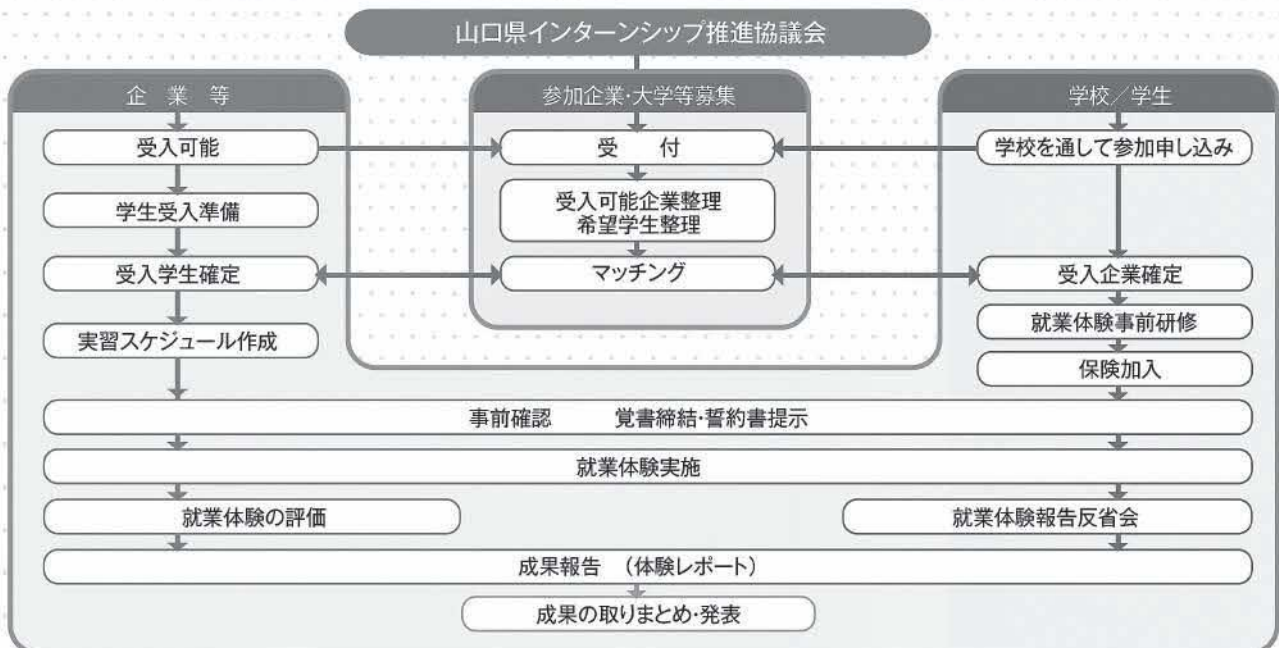 山口県インターンシップ推進協議会
企業等
参加企業・大学等募集
学校／学生
受入可能
受付
学校を通して参加申し込み
学生受入準備
受入可能企業整理
希望学生整理
受入学生確定
マッチング
受入企業確定
実習スケジュール作成
就業体験事前研修
保険加入
事前確認 覚書締結・誓約書提示
就業体験実施
就業体験の評価
就業体験報告反省会
成果報告 （体験レポート）
成果の取りまとめ・発表